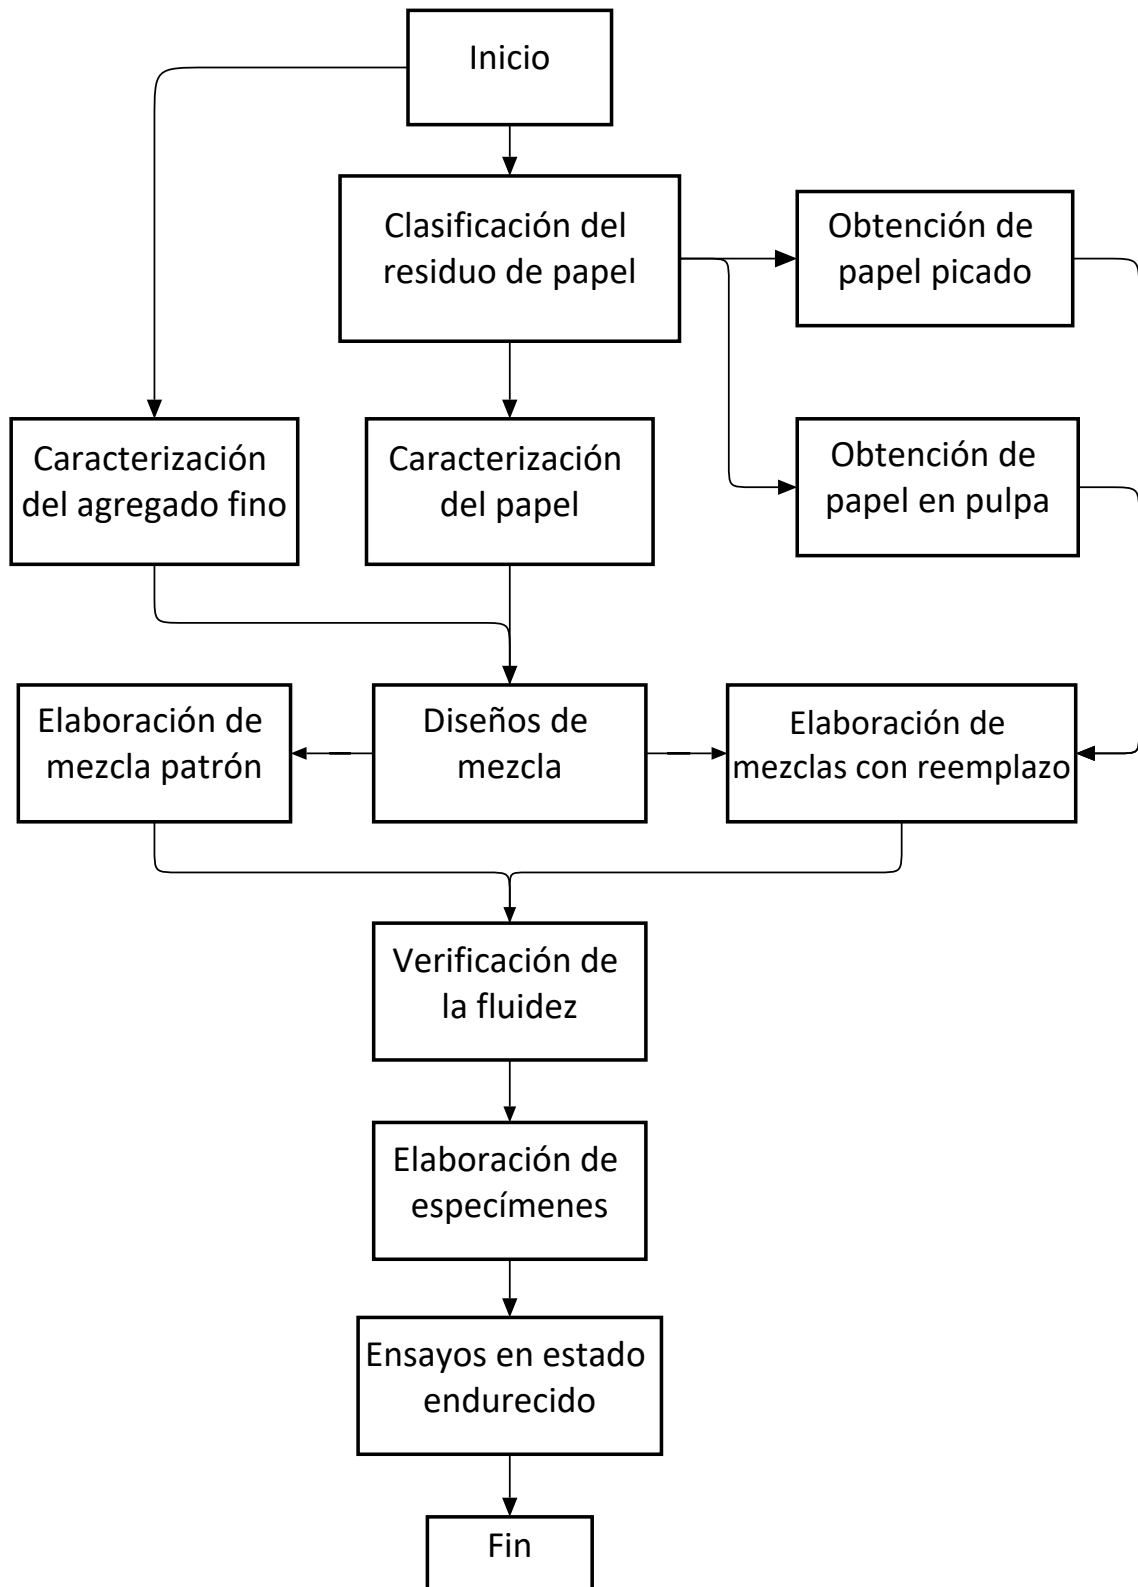 Inicio
Clasificación del
residuo de papel
Obtención de
papel picado
Caracterización
del agregado fino
Caracterización
del papel
Obtención de
papel en pulpa
Elaboración de
mezcla patrón
Diseños de
mezcla
Elaboración de
mezclas con reemplazo
Verificación de
la fluidez
Elaboración de
especímenes
Ensayos en estado
endurecido
Fin